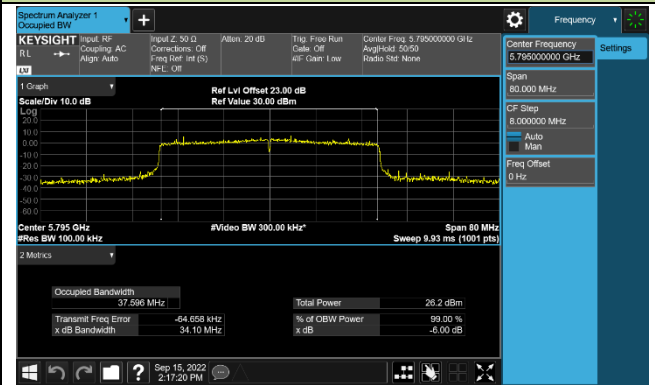 Spectrum Analyzer 1
Occupied BW
+
Frequency
KEYSIGHT
RL
LXI
Input: RF
Coupling: AC
Align: Auto
Input Z: 50 Ω
Corrections: Off
Freq Ref: Int (S)
NFE: Off
Atten: 20 dB
Trig: Free Run
Gate: Off
#IF Gain: Low
Center Freq: 5.795000000 GHz
Avg|Hold: 50/50
Radio Std: None
Center Frequency
5.795000000 GHz
Settings
Span
80.000 MHz
CF Step
8.000000 MHz
Auto
Man
Freq Offset
0 Hz
1 Graph
Scale/Div 10.0 dB
Ref Lvl Offset 23.00 dB
Ref Value 30.00 dBm
Log
20.0
10.0
0.00
-10.0
-20.0
-30.0
-40.0
-50.0
-60.0
Center 5.795 GHz
#Res BW 100.00 kHz
#Video BW 300.00 kHz*
Span 80 MHz
Sweep 9.93 ms (1001 pts)
2 Metrics
Occupied Bandwidth
37.596 MHz
Transmit Freq Error -64.658 kHz
x dB Bandwidth 34.10 MHz
Total Power 26.2 dBm
% of OBW Power 99.00 %
x dB -6.00 dB
?
Sep 15, 2022
2:17:20 PM